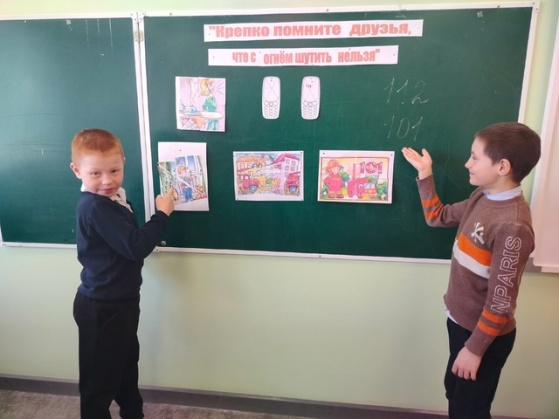 "Крепко помните друзья,
что с огнём шутить нельзя"
112
101
NPARIS